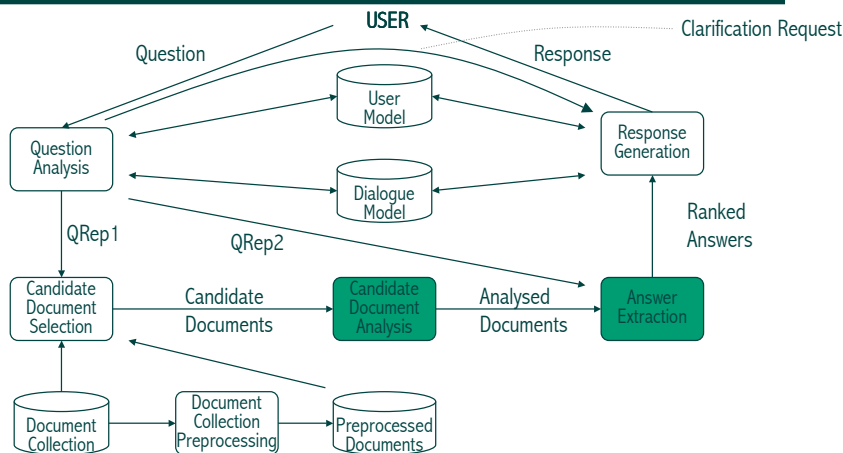 USER
Clarification Request
Question
Response
User
Model
Question
Analysis
Response
Generation
Dialogue
Model
QRep1
QRep2
Ranked
Answers
Candidate
Document
Selection
Candidate
Documents
Candidate
Document
Analysis
Analysed
Documents
Answer
Extraction
Document
Collection
Document
Collection
Preprocessing
Preprocessed
Documents